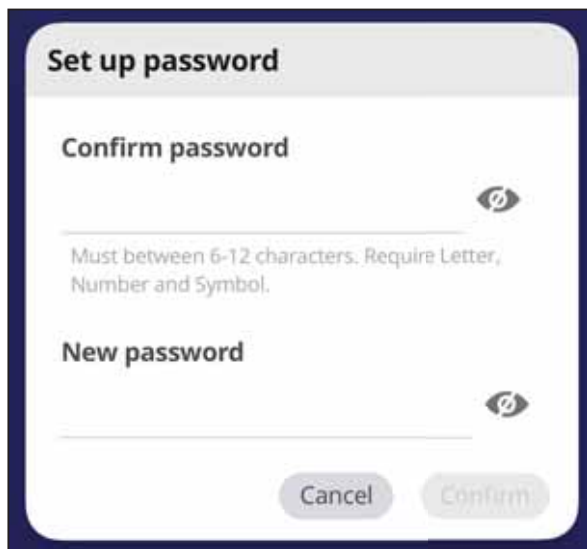 Set up password
Confirm password
Must between 6-12 characters. Require Letter,
Number and Symbol.
New password
Cancel
Confirm